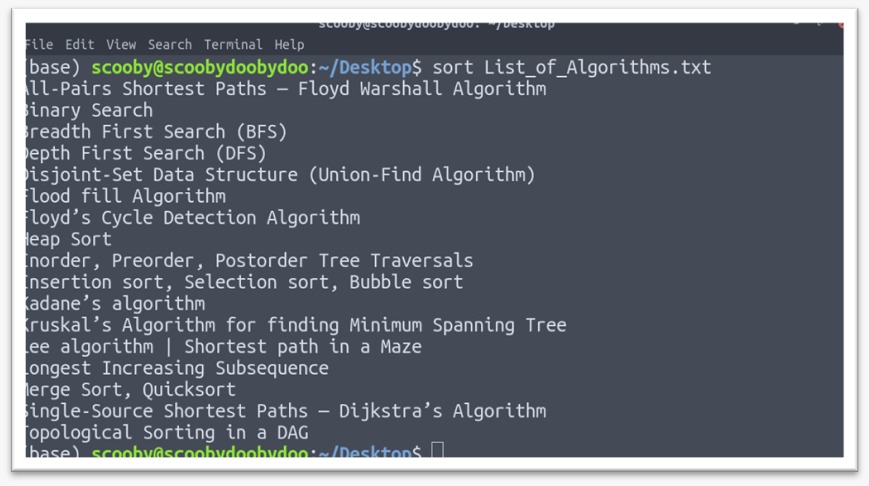 scooby@scoobydoobydoo: ~/Desktop
File Edit View Search Terminal Help
(base) scooby@scoobydoobydoo:~/Desktop$ sort List_of_Algorithms.txt
All-Pairs Shortest Paths – Floyd Warshall Algorithm
Binary Search
Breadth First Search (BFS)
Depth First Search (DFS)
Disjoint-Set Data Structure (Union-Find Algorithm)
Flood fill Algorithm
Floyd’s Cycle Detection Algorithm
Heap Sort
Inorder, Preorder, Postorder Tree Traversals
Insertion sort, Selection sort, Bubble sort
Kadane’s algorithm
Kruskal’s Algorithm for finding Minimum Spanning Tree
Lee algorithm | Shortest path in a Maze
Longest Increasing Subsequence
Merge Sort, Quicksort
Single-Source Shortest Paths – Dijkstra’s Algorithm
Topological Sorting in a DAG
(base) scooby@scoobydoobydoo:~/Desktop$